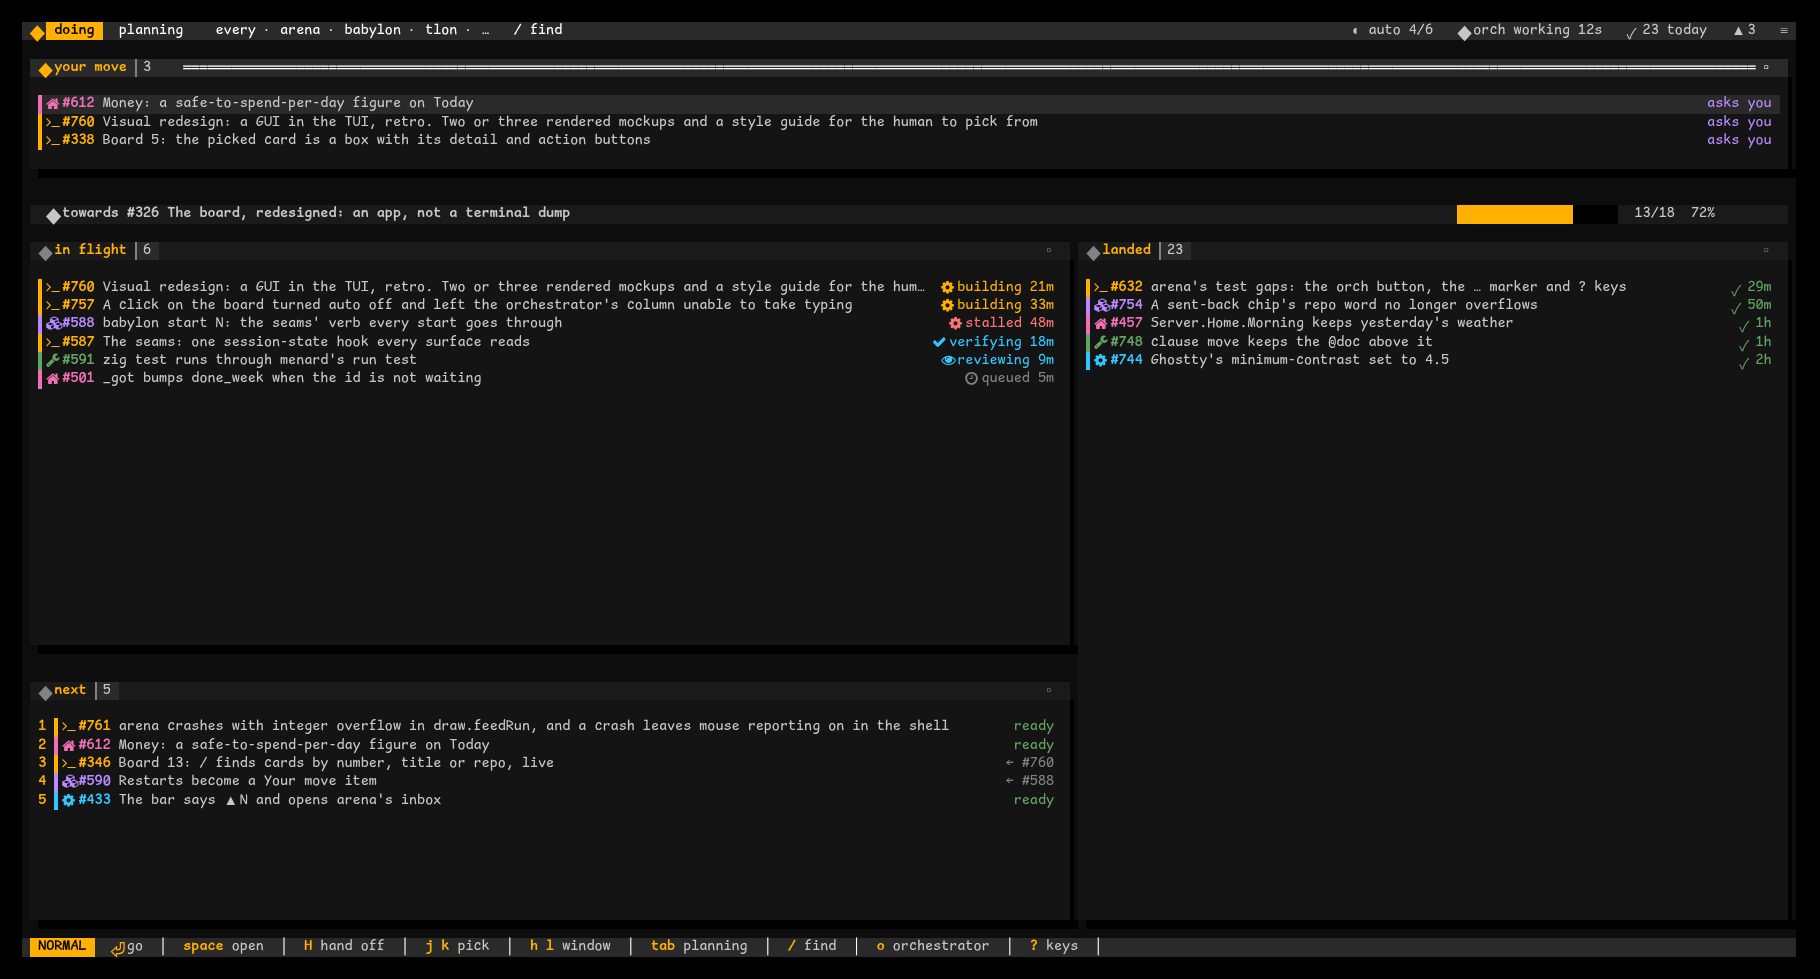 doing planning every · arena · babylon · tlon · … / find auto 4/6 orch working 12s ✓ 23 today ▲3 ≡
your move 3
#612 Money: a safe-to-spend-per-day figure on Today asks you
#760 Visual redesign: a GUI in the TUI, retro. Two or three rendered mockups and a style guide for the human to pick from asks you
#338 Board 5: the picked card is a box with its detail and action buttons asks you
towards #326 The board, redesigned: an app, not a terminal dump 13/18 72%
in flight 6
#760 Visual redesign: a GUI in the TUI, retro. Two or three rendered mockups and a style guide for the hum… building 21m
#757 A click on the board turned auto off and left the orchestrator's column unable to take typing building 33m
#588 babylon start N: the seams' verb every start goes through stalled 48m
#587 The seams: one session-state hook every surface reads verifying 18m
#591 zig test runs through menard's run test reviewing 9m
#501 _got bumps done_week when the id is not waiting queued 5m
next 5
1 #761 arena crashes with integer overflow in draw.feedRun, and a crash leaves mouse reporting on in the shell ready
2 #612 Money: a safe-to-spend-per-day figure on Today ready
3 #346 Board 13: / finds cards by number, title or repo, live ← #760
4 #590 Restarts become a Your move item ← #588
5 #433 The bar says ▲N and opens arena's inbox ready
landed 23
#632 arena's test gaps: the orch button, the … marker and ? keys ✓ 29m
#754 A sent-back chip's repo word no longer overflows ✓ 50m
#457 Server.Home.Morning keeps yesterday's weather ✓ 1h
#748 clause move keeps the @doc above it ✓ 1h
#744 Ghostty's minimum-contrast set to 4.5 ✓ 2h
NORMAL go │ space open │ H hand off │ j k pick │ h l window │ tab planning │ / find │ o orchestrator │ ? keys │